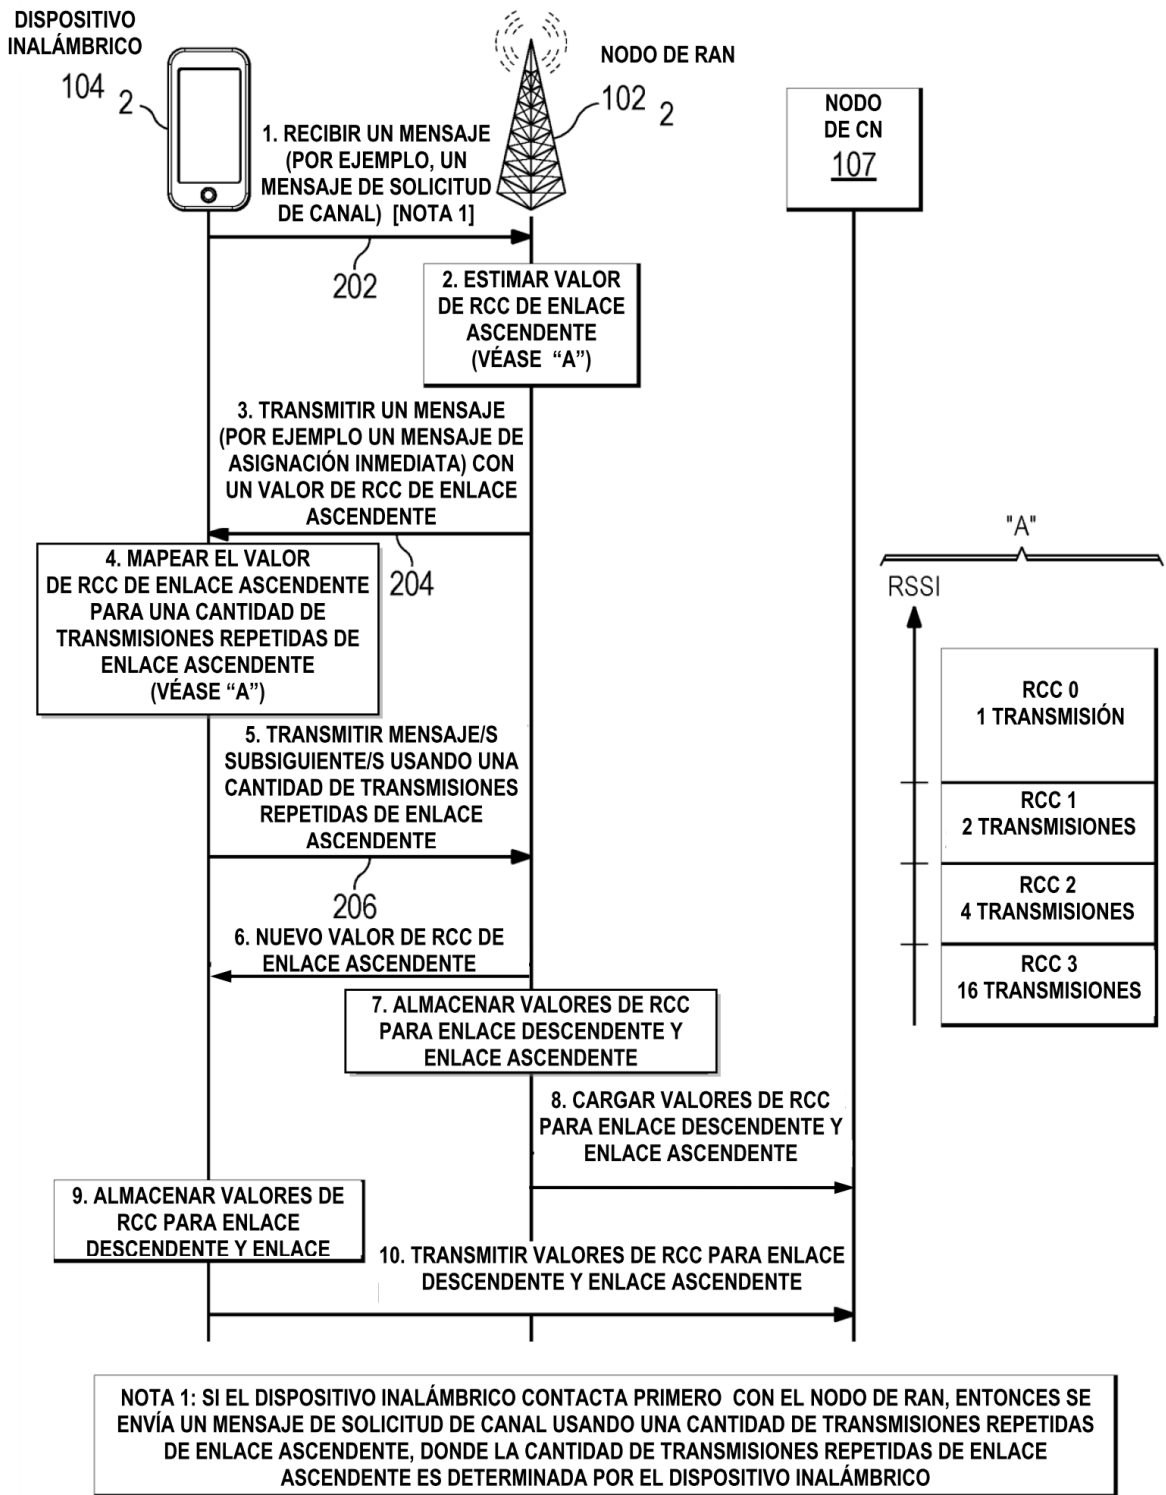 DISPOSITIVO
INALÁMBRICO
104
2
NODO DE RAN
102
2
NODO
DE CN
107
1. RECIBIR UN MENSAJE
(POR EJEMPLO, UN
MENSAJE DE SOLICITUD
DE CANAL) [NOTA 1]
202
2. ESTIMAR VALOR
DE RCC DE ENLACE
ASCENDENTE
(VÉASE “A”)
3. TRANSMITIR UN MENSAJE
(POR EJEMPLO UN MENSAJE DE
ASIGNACIÓN INMEDIATA) CON
UN VALOR DE RCC DE ENLACE
ASCENDENTE
204
4. MAPEAR EL VALOR
DE RCC DE ENLACE ASCENDENTE
PARA UNA CANTIDAD DE
TRANSMISIONES REPETIDAS DE
ENLACE ASCENDENTE
(VÉASE “A”)
5. TRANSMITIR MENSAJE/S
SUBSIGUIENTE/S USANDO UNA
CANTIDAD DE TRANSMISIONES
REPETIDAS DE ENLACE
ASCENDENTE
206
6. NUEVO VALOR DE RCC DE
ENLACE ASCENDENTE
7. ALMACENAR VALORES DE RCC
PARA ENLACE DESCENDENTE Y
ENLACE ASCENDENTE
8. CARGAR VALORES DE RCC
PARA ENLACE DESCENDENTE Y
ENLACE ASCENDENTE
9. ALMACENAR VALORES DE
RCC PARA ENLACE
DESCENDENTE Y ENLACE
10. TRANSMITIR VALORES DE RCC PARA ENLACE
DESCENDENTE Y ENLACE ASCENDENTE
"A"
RSSI
RCC 0
1 TRANSMISIÓN
RCC 1
2 TRANSMISIONES
RCC 2
4 TRANSMISIONES
RCC 3
16 TRANSMISIONES
NOTA 1: SI EL DISPOSITIVO INALÁMBRICO CONTACTA PRIMERO CON EL NODO DE RAN, ENTONCES SE
ENVÍA UN MENSAJE DE SOLICITUD DE CANAL USANDO UNA CANTIDAD DE TRANSMISIONES REPETIDAS
DE ENLACE ASCENDENTE, DONDE LA CANTIDAD DE TRANSMISIONES REPETIDAS DE ENLACE
ASCENDENTE ES DETERMINADA POR EL DISPOSITIVO INALÁMBRICO